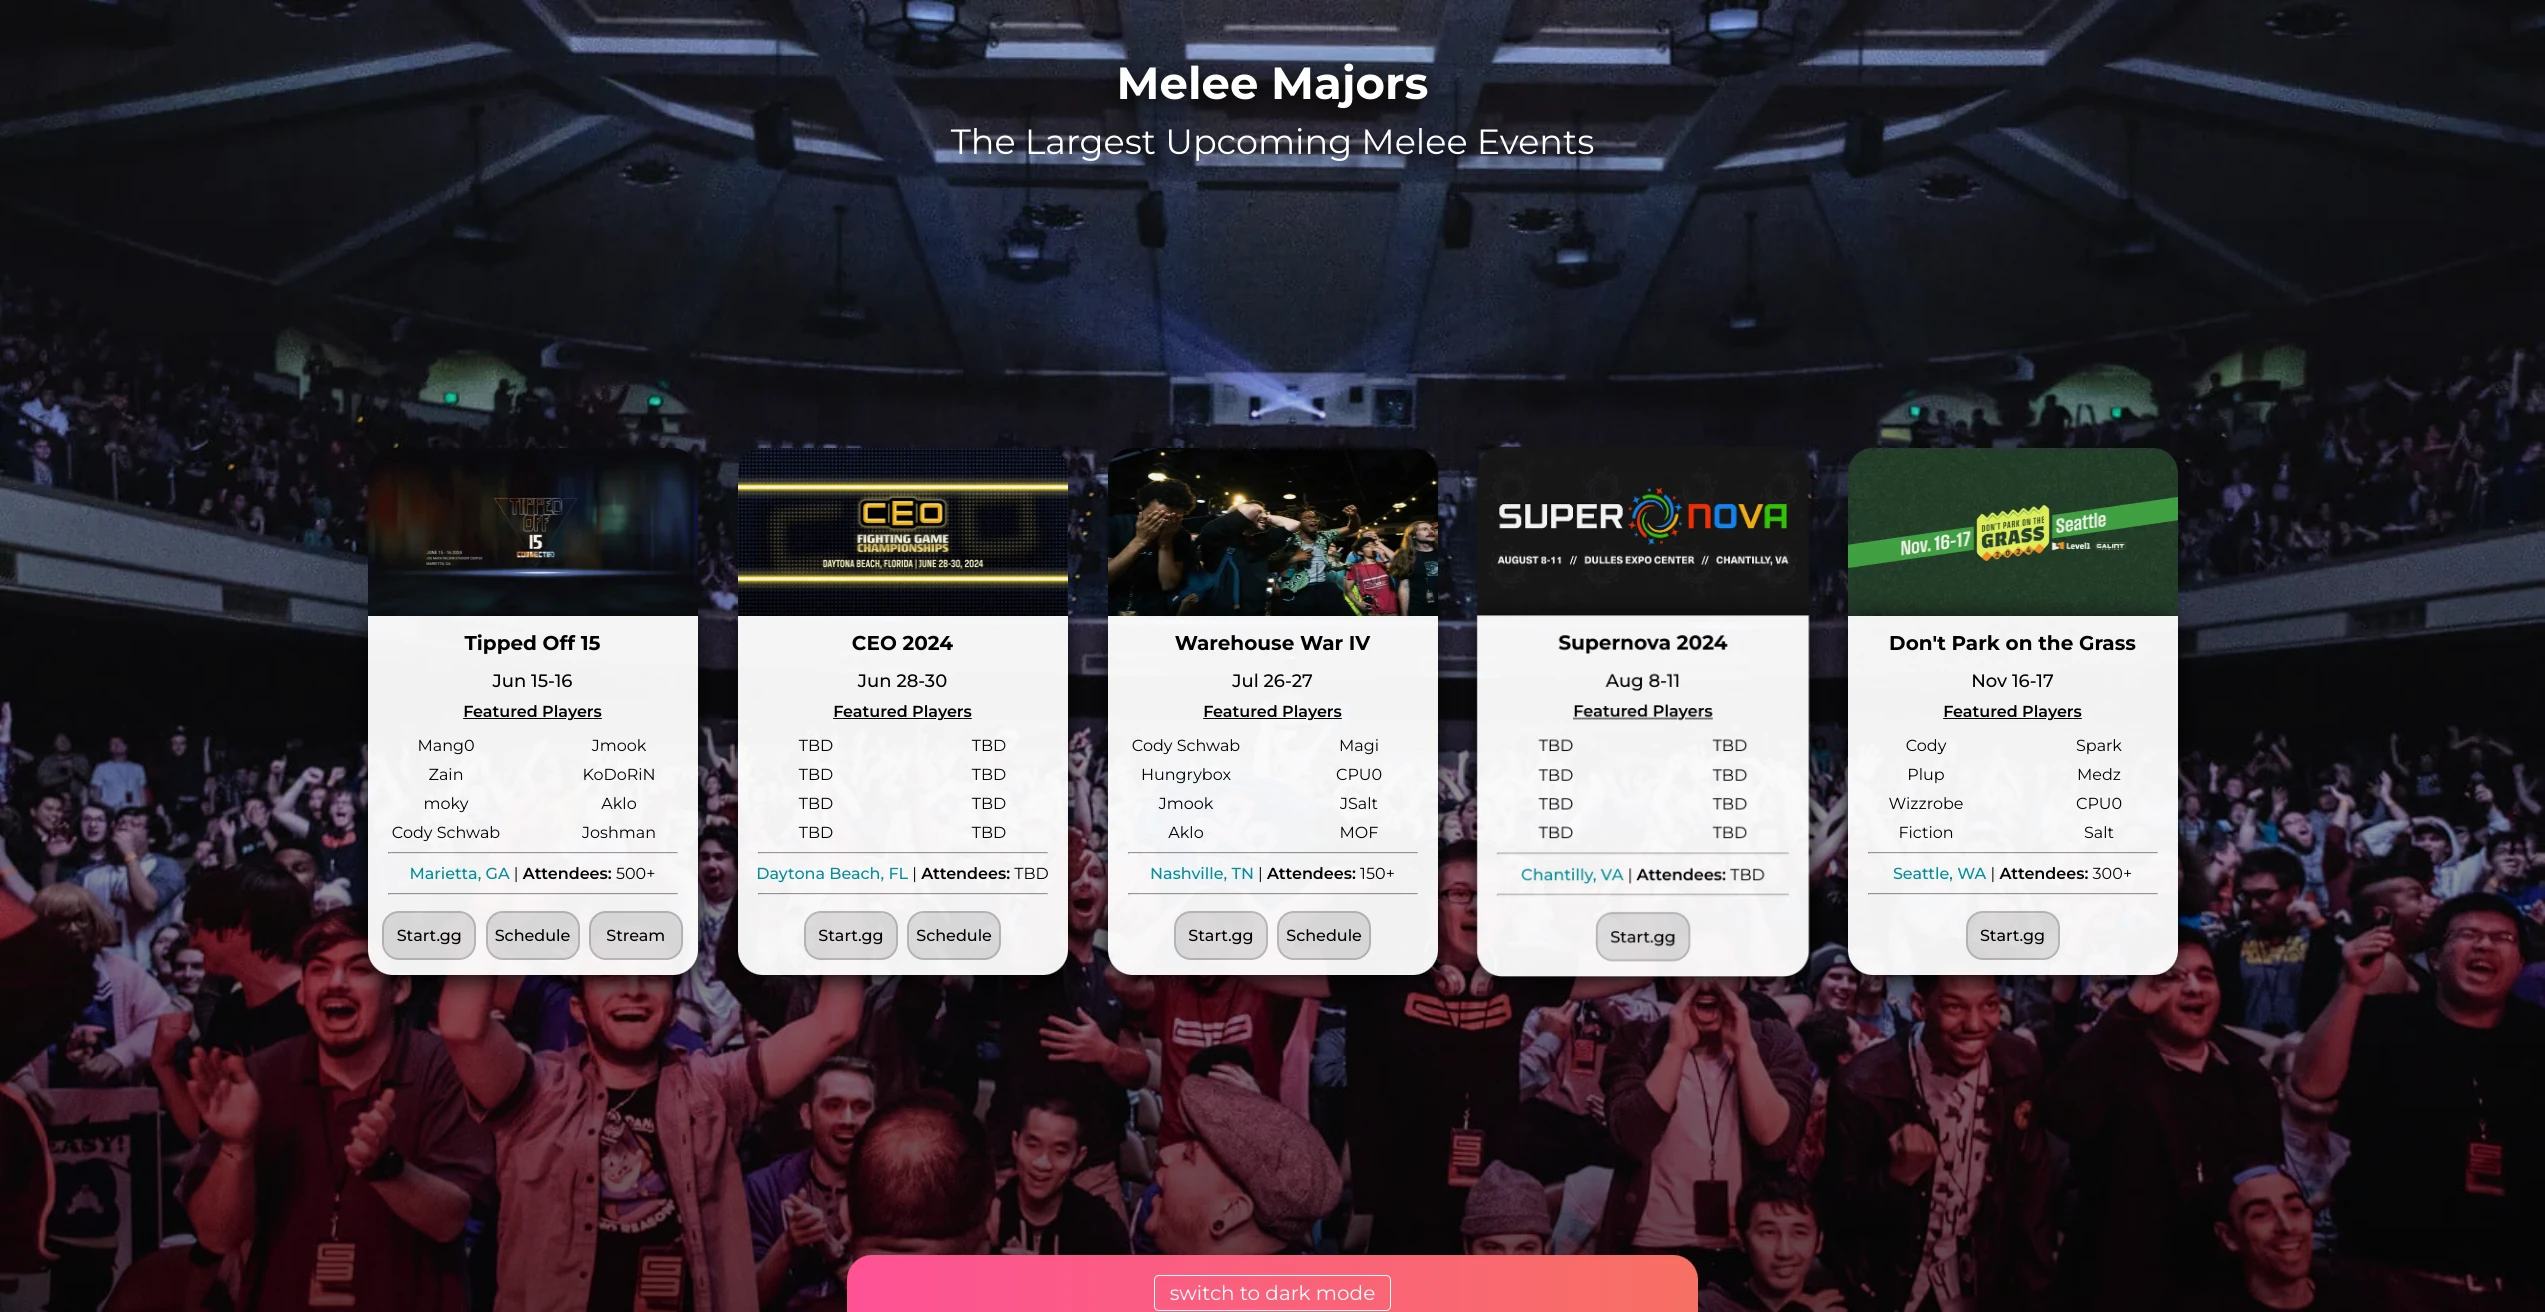 Melee Majors
The Largest Upcoming Melee Events
TIPPED
OFF
15
CONNECTED
Tipped Off 15
Jun 15-16
Featured Players
Mang0 Jmook
Zain KoDoRiN
moky Aklo
Cody Schwab Joshman
Marietta, GA | Attendees: 500+
Start.gg Schedule Stream
CEO
FIGHTING GAME
CHAMPIONSHIPS
DAYTONA BEACH, FLORIDA | JUNE 28-30, 2024
CEO 2024
Jun 28-30
Featured Players
TBD TBD
TBD TBD
TBD TBD
TBD TBD
Daytona Beach, FL | Attendees: TBD
Start.gg Schedule
Warehouse War IV
Jul 26-27
Featured Players
Cody Schwab Magi
Hungrybox CPU0
Jmook JSalt
Aklo MOF
Nashville, TN | Attendees: 150+
Start.gg Schedule
SUPERNOVA
AUGUST 8-11 // DULLES EXPO CENTER // CHANTILLY, VA
Supernova 2024
Aug 8-11
Featured Players
TBD TBD
TBD TBD
TBD TBD
TBD TBD
Chantilly, VA | Attendees: TBD
Start.gg
Nov. 16-17
DON'T PARK ON THE
GRASS
2024
Seattle
Level1 GALINT
Don't Park on the Grass
Nov 16-17
Featured Players
Cody Spark
Plup Medz
Wizzrobe CPU0
Fiction Salt
Seattle, WA | Attendees: 300+
Start.gg
EASY!
switch to dark mode